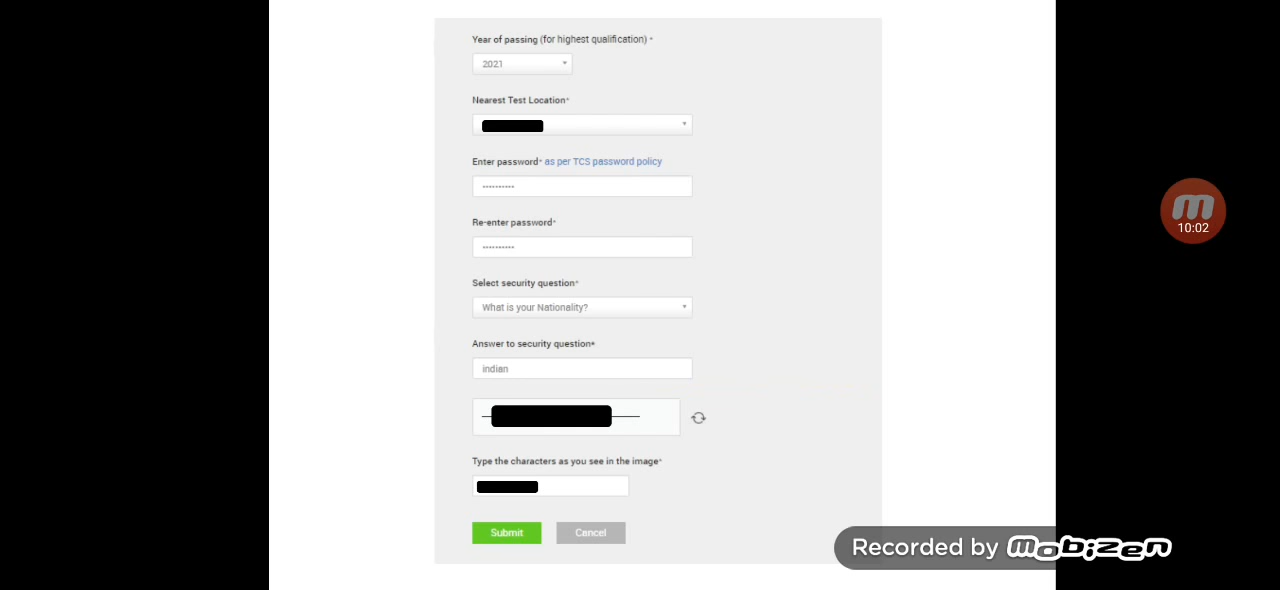 Year of passing (for highest qualification) *
2021
Nearest Test Location*
Enter password* as per TCS password policy
••••••••••
Re-enter password*
••••••••••
Select security question*
What is your Nationality?
Answer to security question*
indian
Type the characters as you see in the image*
Submit Cancel
10:02
Recorded by mobizen